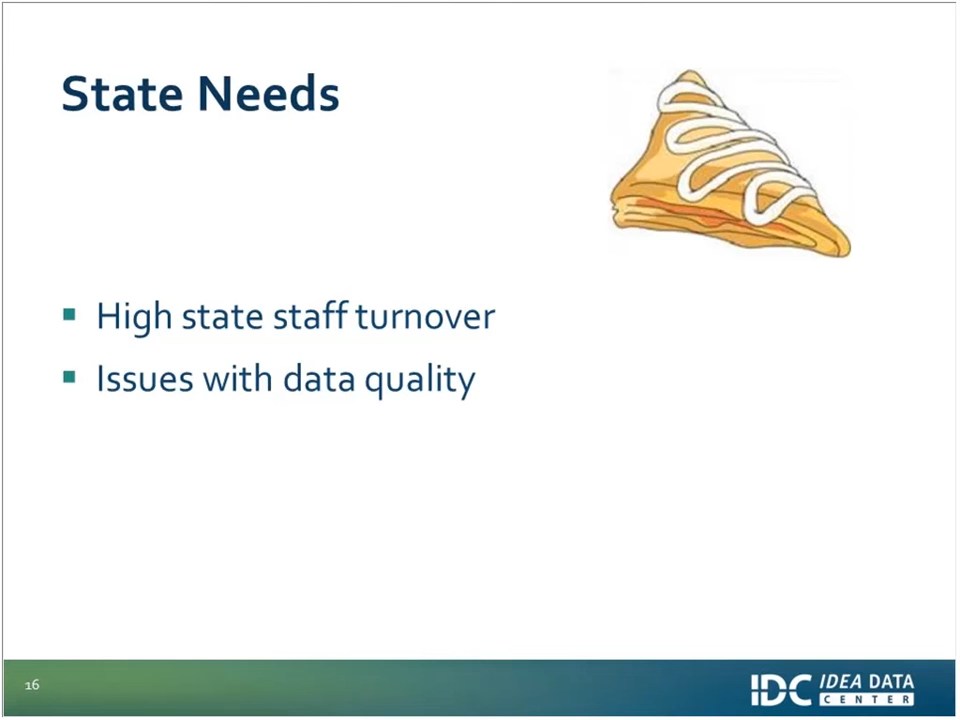 State Needs
High state staff turnover
Issues with data quality
16
IDC IDEA DATA
CENTER